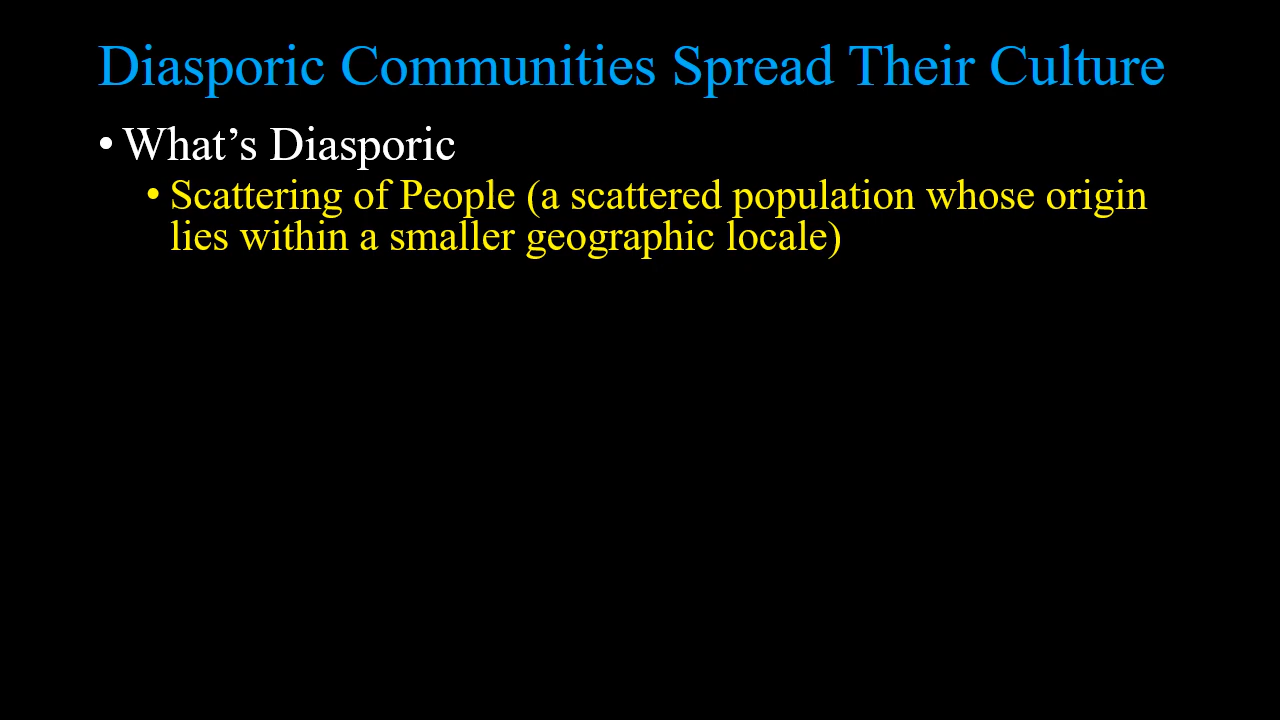 Diasporic Communities Spread Their Culture
• What’s Diasporic
• Scattering of People (a scattered population whose origin
lies within a smaller geographic locale)